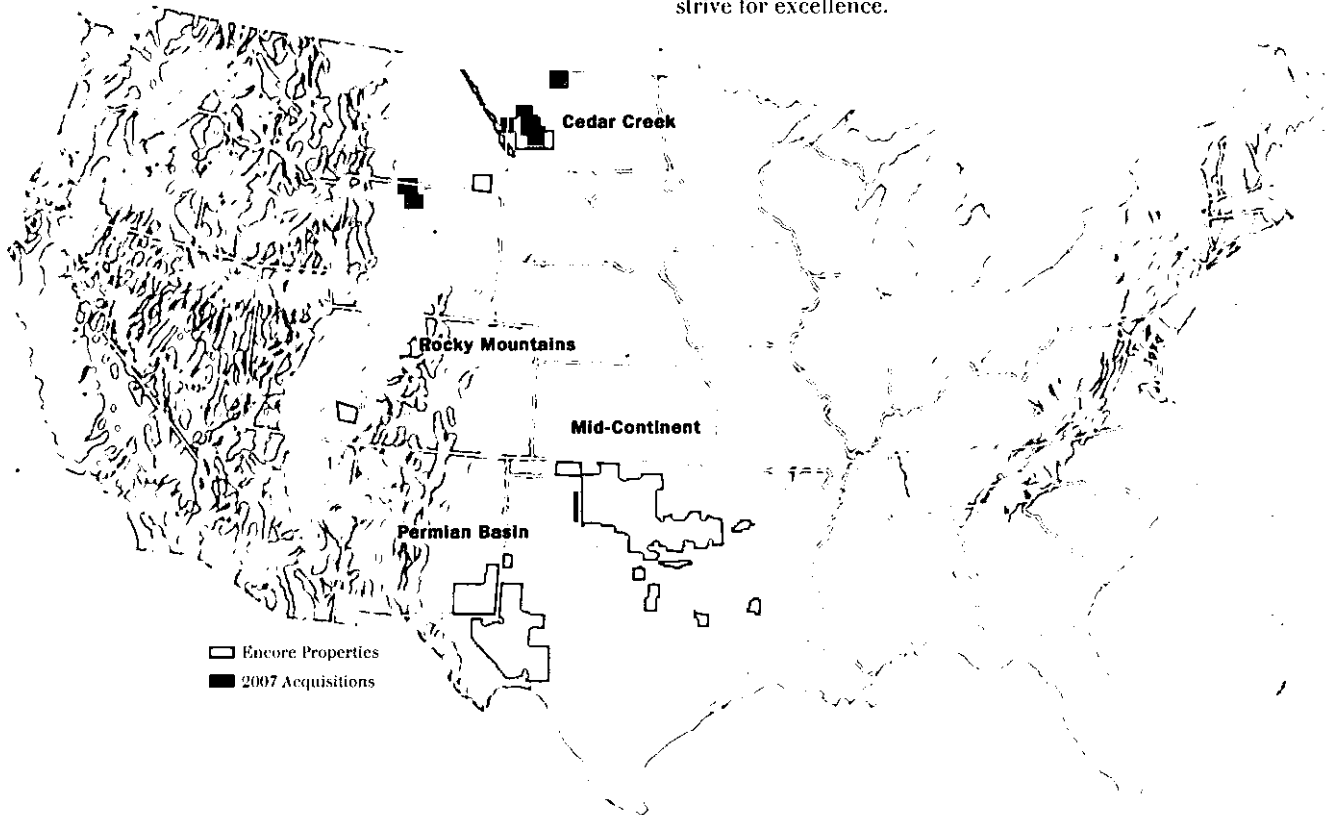 strive for excellence.
Cedar Creek
Rocky Mountains
Mid-Continent
Permian Basin
Encore Properties
2007 Acquisitions